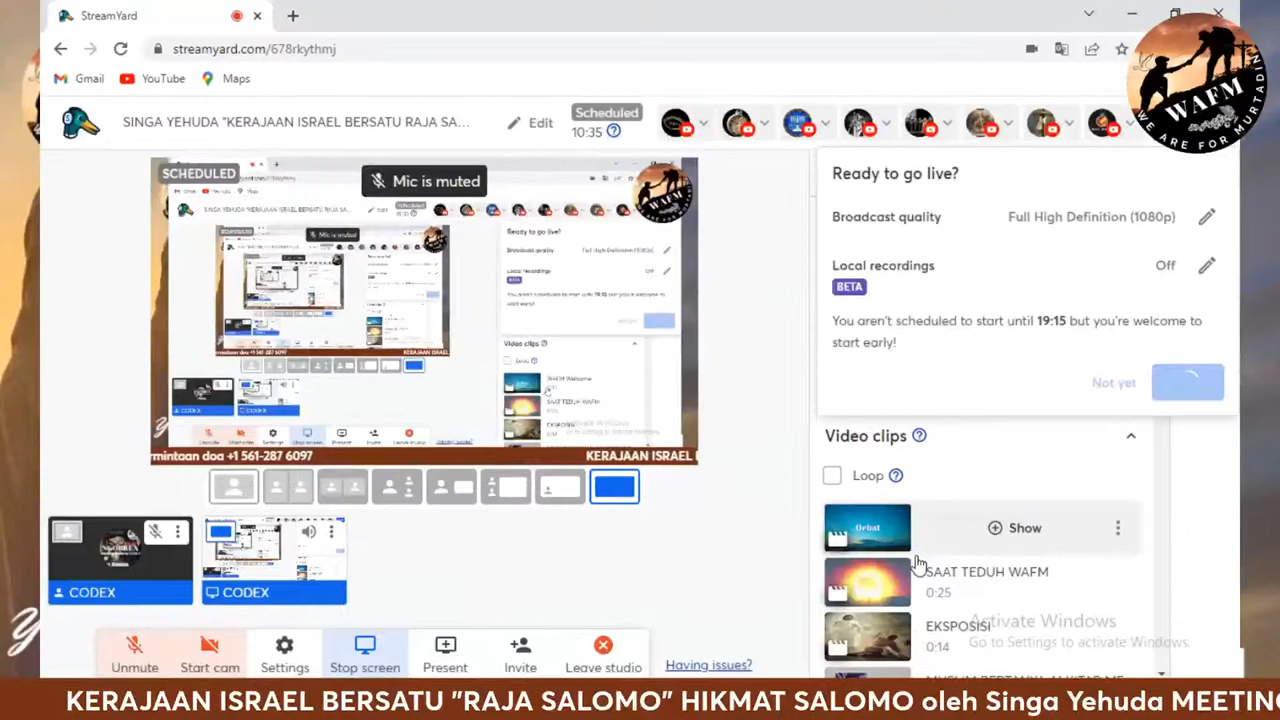 StreamYard
streamyard.com/678rkythmj
Gmail
YouTube
Maps
SINGA YEHUDA "KERAJAAN ISRAEL BERSATU RAJA SA...
Edit
Scheduled
10:35
WAFM
WE ARE FOR MURTADIN
SCHEDULED
Mic is muted
Ready to go live?
Broadcast quality
Full High Definition (1080p)
Local recordings
Off
BETA
You aren't scheduled to start until 19:15 but you're welcome to
start early!
Not yet
Video clips
Loop
Debat
Show
SAAT TEDUH WAFM
0:25
EKSPOSISI
0:14
Activate Windows
Go to Settings to activate Windows.
rmintaan doa +1 561-287 6097
KERAJAAN ISRAEL
CODEX
CODEX
Unmute
Start cam
Settings
Stop screen
Present
Invite
Leave studio
Having issues?
KERAJAAN ISRAEL BERSATU "RAJA SALOMO" HIKMAT SALOMO oleh Singa Yehuda MEETING